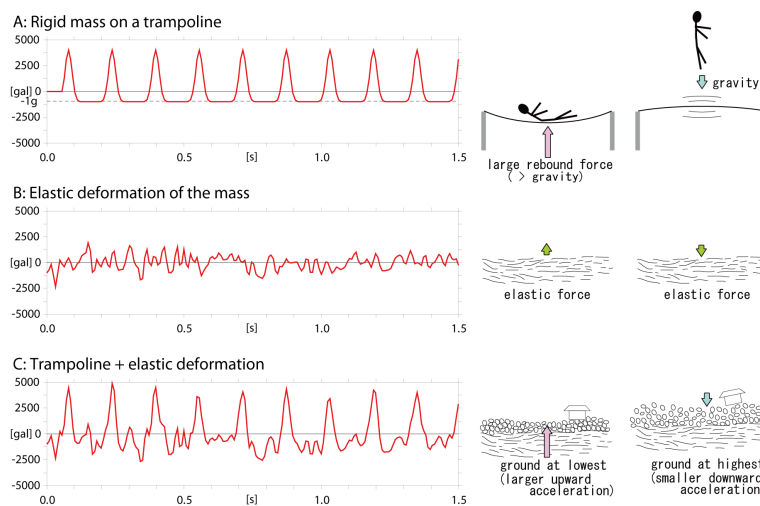 A: Rigid mass on a trampoline
5000
2500
[gal] 0
-1g
-2500
-5000
0.0 0.5 [s] 1.0 1.5
gravity
large rebound force
( > gravity)
B: Elastic deformation of the mass
5000
2500
[gal] 0
-2500
-5000
0.0 0.5 [s] 1.0 1.5
elastic force
elastic force
C: Trampoline + elastic deformation
5000
2500
[gal] 0
-2500
-5000
0.0 0.5 [s] 1.0 1.5
ground at lowest
(larger upward
acceleration)
ground at highest
(smaller downward
acceleration